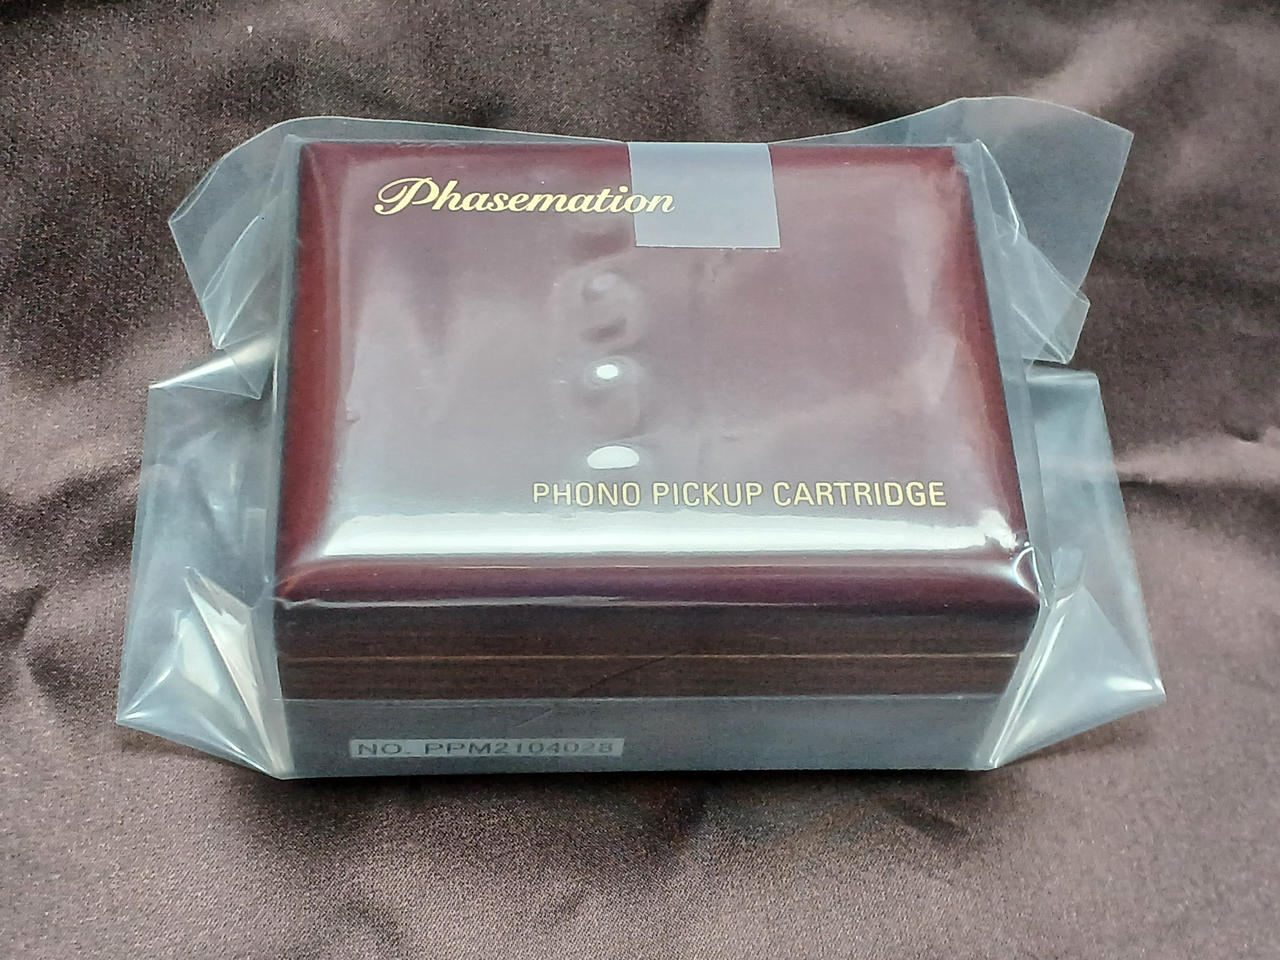 Phasemation
PHONO PICKUP CARTRIDGE
NO. PPM2104028